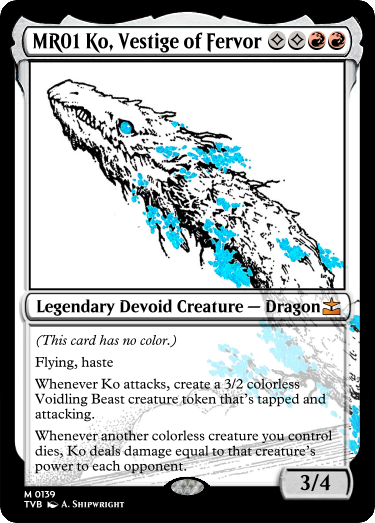 MR01 Ko, Vestige of Fervor
Legendary Devoid Creature — Dragon
(This card has no color.)
Flying, haste
Whenever Ko attacks, create a 3/2 colorless
Voidling Beast creature token that's tapped and
attacking.
Whenever another colorless creature you control
dies, Ko deals damage equal to that creature's
power to each opponent.
3/4
M 0139
TVB A. Shipwright